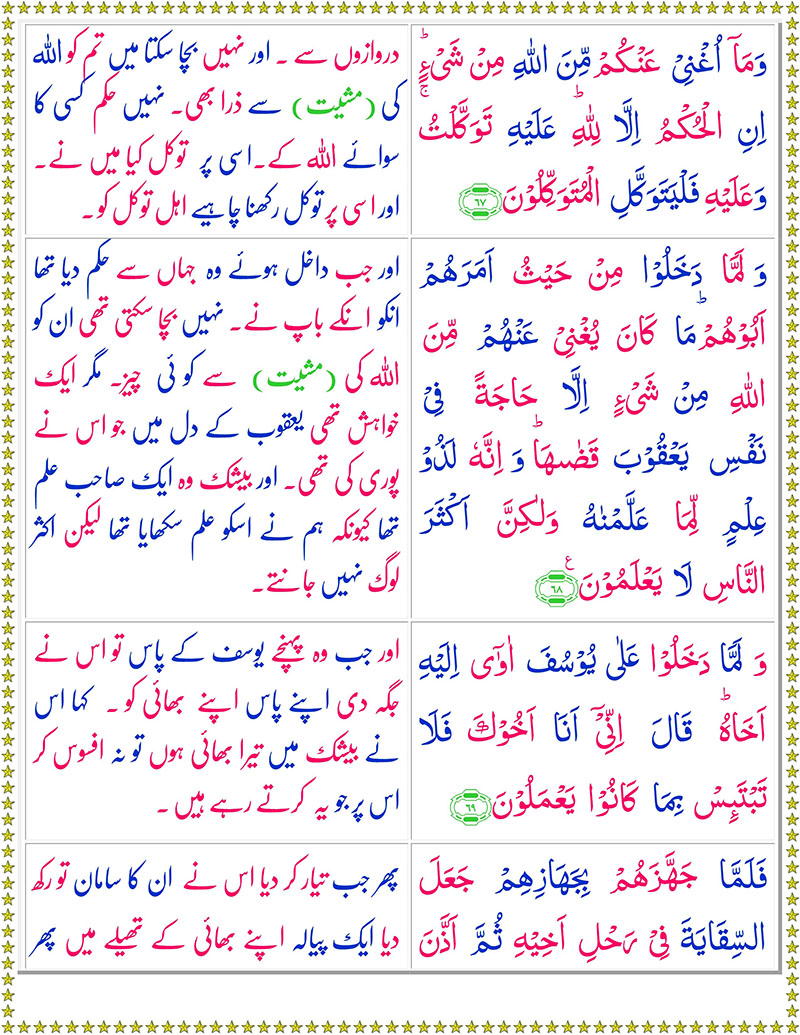 وَمَاۤ اُغۡنِىۡ عَنۡكُمۡ مِّنَ اللّٰهِ مِنۡ شَىۡءٍ‌ؕ
اِنِ الۡحُكۡمُ اِلَّا لِلّٰهِ‌ؕ عَلَيۡهِ تَوَكَّلۡتُ‌ۚ
وَعَلَيۡهِ فَلۡيَتَوَكَّلِ الۡمُتَوَكِّلُوۡنَ ٦٧
دروازوں سے ۔ اور نہیں بچا سکتا میں تم کو اللہ
کی (مشیت) سے ذرا بھی۔ نہیں حکم کسی کا
سوائے اللہ کے۔ اسی پر توکل کیا میں نے۔
اور اسی پر توکل رکھنا چاہیے اہل توکل کو۔
وَ لَمَّا دَخَلُوۡا مِنۡ حَيۡثُ اَمَرَهُمۡ
اَبُوۡهُمۡ‌ؕ مَا كَانَ يُغۡنِىۡ عَنۡهُمۡ مِّنَ
اللّٰهِ مِنۡ شَىۡءٍ اِلَّا حَاجَةً فِىۡ
نَفۡسِ يَعۡقُوۡبَ قَضٰٮهَا‌ؕ وَ اِنَّهٗ لَذُوۡ
عِلۡمٍ لِّمَا عَلَّمۡنٰهُ وَلٰكِنَّ اَكۡثَرَ
النَّاسِ لَا يَعۡلَمُوۡنَ ع ٦٨
اور جب داخل ہوئے وہ جہاں سے حکم دیا تھا
انکو انکے باپ نے۔ نہیں بچا سکتی تھی ان کو
اللہ کی (مشیت) سے کوئی چیز۔ مگر ایک
خواہش تھی یعقوب کے دل میں جو اس نے
پوری کی تھی۔ اور بیشک وہ ایک صاحب علم
تھا کیونکہ ہم نے اسکو علم سکھایا تھا لیکن اکثر
لوگ نہیں جانتے۔
وَ لَمَّا دَخَلُوۡا عَلٰى يُوۡسُفَ اٰوٰٓى اِلَيۡهِ
اَخَاهُ‌ؕ قَالَ اِنِّىۡۤ اَنَا اَخُوۡكَ فَلَا
تَبۡتَٮِٕسۡ بِمَا كَانُوۡا يَعۡمَلُوۡنَ ٦٩
اور جب وہ پہنچے یوسف کے پاس تو اس نے
جگہ دی اپنے پاس اپنے بھائی کو ۔ کہا اس
نے بیشک میں تیرا بھائی ہوں تو نہ افسوس کر
اس پر جو یہ کرتے رہے ہیں ۔
فَلَمَّا جَهَّزَهُمۡ بِجَهَازِهِمۡ جَعَلَ
السِّقَايَةَ فِىۡ رَحۡلِ اَخِيۡهِ ثُمَّ اَذَّنَ
پھر جب تیار کر دیا اس نے ان کا سامان تو رکھ
دیا ایک پیالہ اپنے بھائی کے تھیلے میں پھر